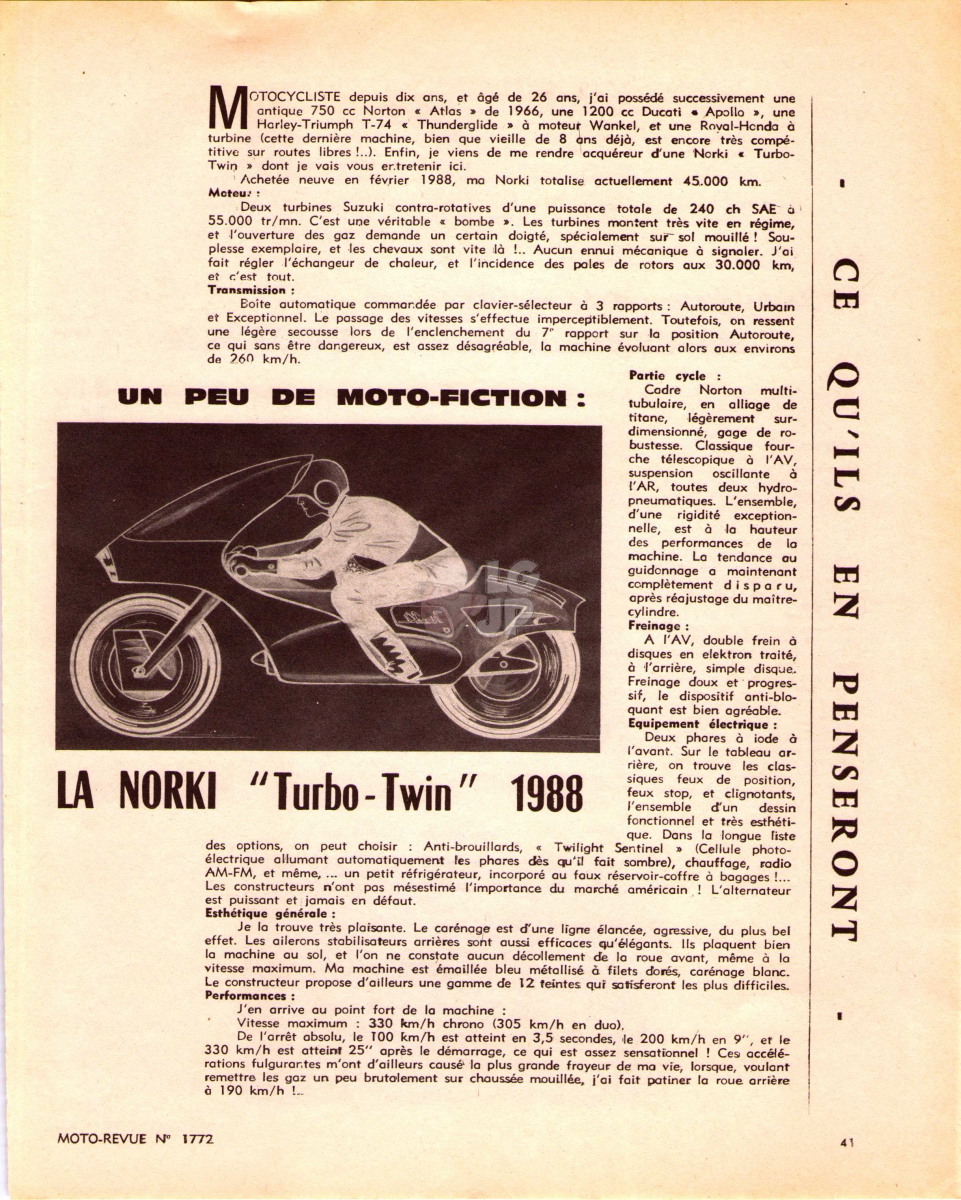 MOTOCYCLISTE depuis dix ans, et âgé de 26 ans, j'ai possédé successivement une
antique 750 cc Norton « Atlas » de 1966, une 1200 cc Ducati « Apollo », une
Harley-Triumph T-74 « Thunderglide » à moteur Wankel, et une Royal-Honda à
turbine (cette dernière machine, bien que vieille de 8 ans déjà, est encore très compé-
titive sur routes libres !..). Enfin, je viens de me rendre acquéreur d'une Norki « Turbo-
Twin » dont je vais vous entretenir ici.
Achetée neuve en février 1988, ma Norki totalise actuellement 45.000 km.
Moteur :
Deux turbines Suzuki contra-rotatives d'une puissance totale de 240 ch SAE à
55.000 tr/mn. C'est une véritable « bombe ». Les turbines montent très vite en régime,
et l'ouverture des gaz demande un certain doigté, spécialement sur sol mouillé ! Sou-
plesse exemplaire, et les chevaux sont vite là !.. Aucun ennui mécanique à signaler. J'ai
fait régler l'échangeur de chaleur, et l'incidence des pales de rotors aux 30.000 km,
et c'est tout.
Transmission :
Boîte automatique commandée par clavier-sélecteur à 3 rapports : Autoroute, Urbain
et Exceptionnel. Le passage des vitesses s'effectue imperceptiblement. Toutefois, on ressent
une légère secousse lors de l'enclenchement du 7° rapport sur la position Autoroute,
ce qui sans être dangereux, est assez désagréable, la machine évoluant alors aux environs
de 260 km/h.
UN PEU DE MOTO-FICTION :
LA NORKI "Turbo-Twin" 1988
Partie cycle :
Cadre Norton multi-
tubulaire, en alliage de
titane, légèrement sur-
dimensionné, gage de ro-
bustesse. Classique four-
che télescopique à l'AV,
suspension oscillante à
l'AR, toutes deux hydro-
pneumatiques. L'ensemble,
d'une rigidité exception-
nelle, est à la hauteur
des performances de la
machine. La tendance au
guidonnage a maintenant
complètement disparu,
après réajustage du maître-
cylindre.
Freinage :
A l'AV, double frein à
disques en elektron traité,
à l'arrière, simple disque.
Freinage doux et progres-
sif, le dispositif anti-blo-
quant est bien agréable.
Equipement électrique :
Deux phares à iode à
l'avant. Sur le tableau ar-
rière, on trouve les clas-
siques feux de position,
feux stop, et clignotants,
l'ensemble d'un dessin
fonctionnel et très esthéti-
que. Dans la longue liste
des options, on peut choisir : Anti-brouillards, « Twilight Sentinel » (Cellule photo-
électrique allumant automatiquement les phares dès qu'il fait sombre), chauffage, radio
AM-FM, et même, ... un petit réfrigérateur, incorporé au faux réservoir-coffre à bagages !...
Les constructeurs n'ont pas mésestimé l'importance du marché américain ! L'alternateur
est puissant et jamais en défaut.
Esthétique générale :
Je la trouve très plaisante. Le carénage est d'une ligne élancée, agressive, du plus bel
effet. Les ailerons stabilisateurs arrières sont aussi efficaces qu'élégants. Ils plaquent bien
la machine au sol, et l'on ne constate aucun décollement de la roue avant, même à la
vitesse maximum. Ma machine est émaillée bleu métallisé à filets dorés, carénage blanc.
Le constructeur propose d'ailleurs une gamme de 12 teintes qui satisferont les plus difficiles.
Performances :
J'en arrive au point fort de la machine :
Vitesse maximum : 330 km/h chrono (305 km/h en duo).
De l'arrêt absolu, le 100 km/h est atteint en 3,5 secondes, le 200 km/h en 9", et le
330 km/h est atteint 25" après le démarrage, ce qui est assez sensationnel ! Ces accélé-
rations fulgurantes m'ont d'ailleurs causé la plus grande frayeur de ma vie, lorsque, voulant
remettre les gaz un peu brutalement sur chaussée mouillée, j'ai fait patiner la roue arrière
à 190 km/h !..
- CE QU'ILS EN PENSERONT -
MOTO-REVUE N° 1772
41